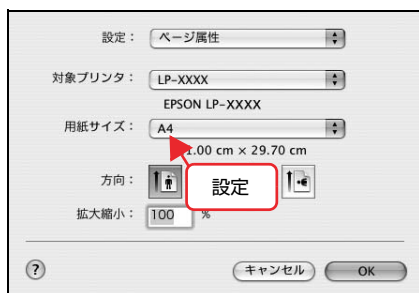 設定： ページ属性
対象プリンタ： LP-XXXX
EPSON LP-XXXX
用紙サイズ： A4
1.00 cm × 29.70 cm
方向：
設定
拡大縮小： 100 %
? キャンセル OK